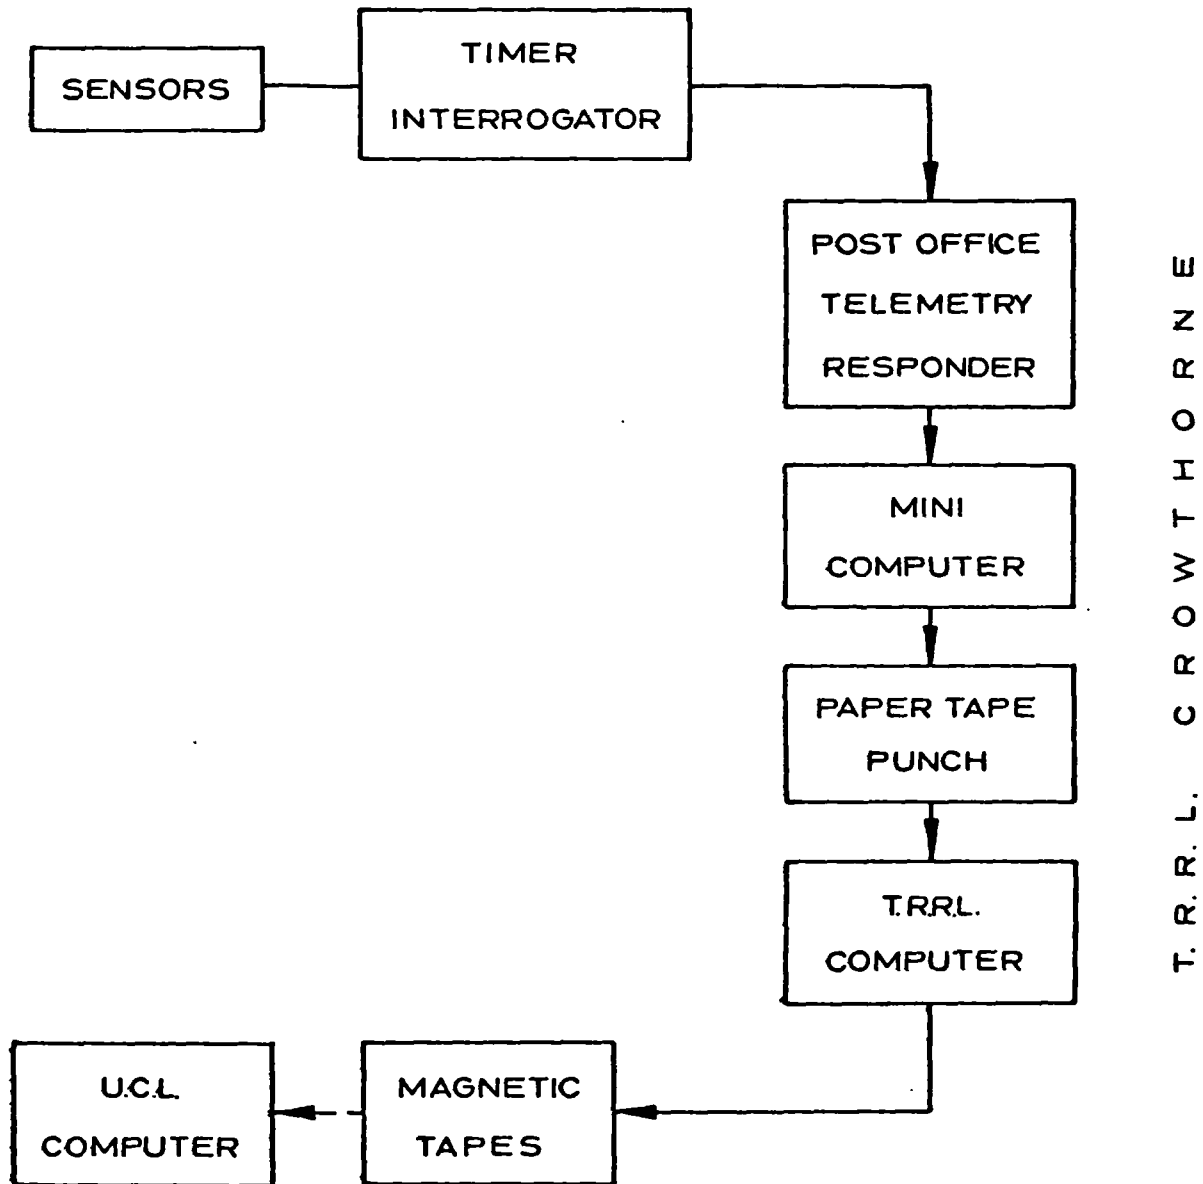 SENSORS
TIMER
INTERROGATOR
POST OFFICE
TELEMETRY
RESPONDER
MINI
COMPUTER
PAPER TAPE
PUNCH
T.R.R.L.
COMPUTER
MAGNETIC
TAPES
U.C.L.
COMPUTER
T. R. R. L. CROWTHORNE